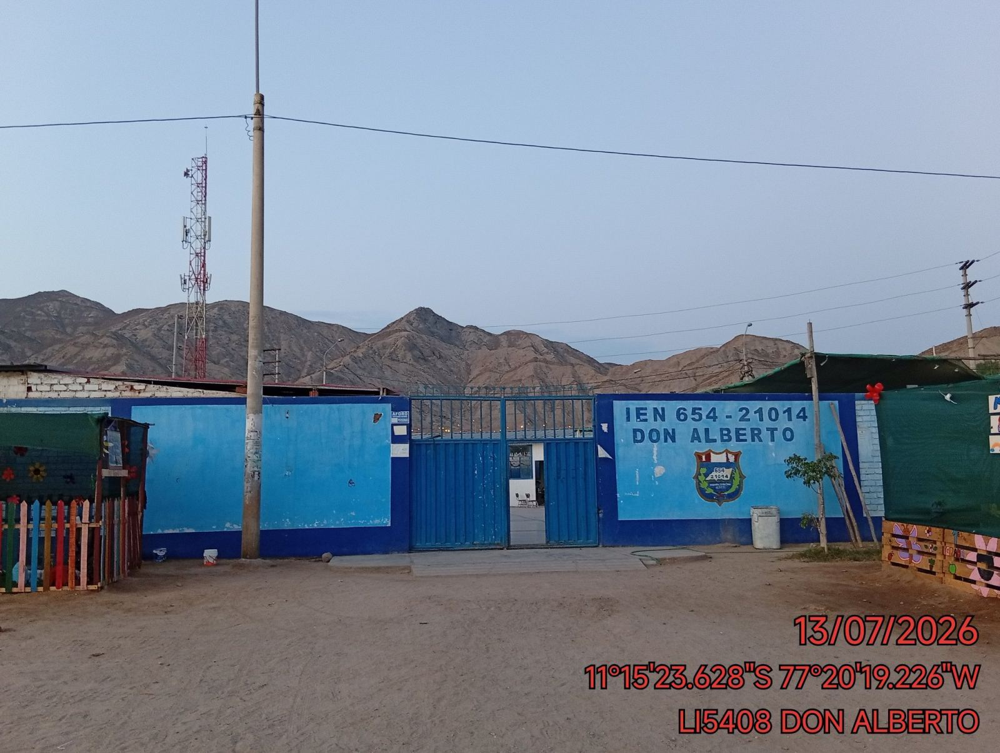 AFORO
PERSONAS
IEN 654 - 21014
DON ALBERTO
654
21014
13/07/2026
11°15'23.628"S 77°20'19.226"W
LI5408 DON ALBERTO